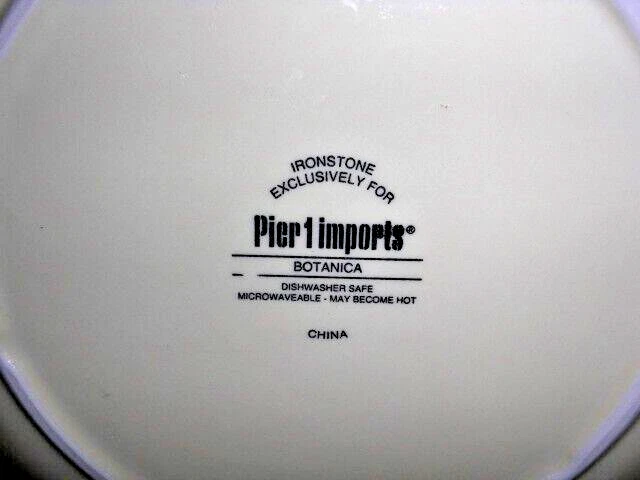 IRONSTONE
EXCLUSIVELY FOR
Pier 1 imports®
BOTANICA
DISHWASHER SAFE
MICROWAVEABLE - MAY BECOME HOT
CHINA